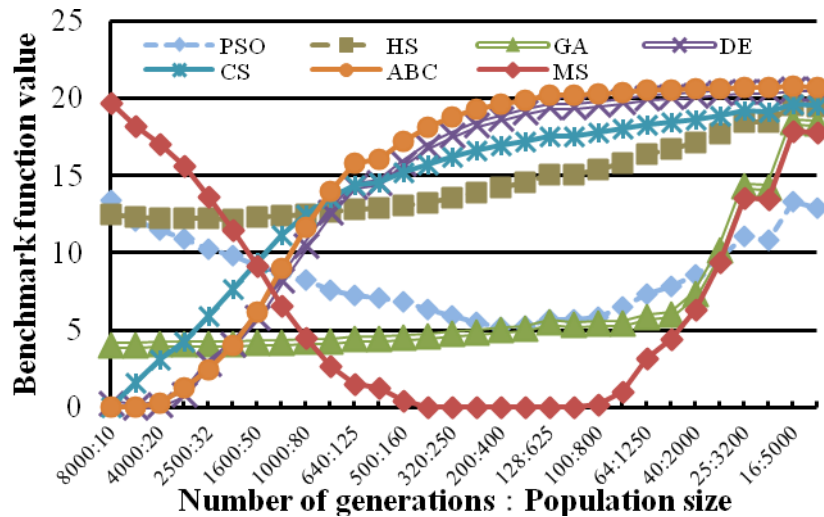 Benchmark function value
25
20
15
10
5
0
PSO HS GA DE
CS ABC MS
8000:10 4000:20 2500:32 1600:50 1000:80 640:125 500:160 320:250 200:400 128:625 100:800 64:1250 40:2000 25:3200 16:5000
Number of generations : Population size